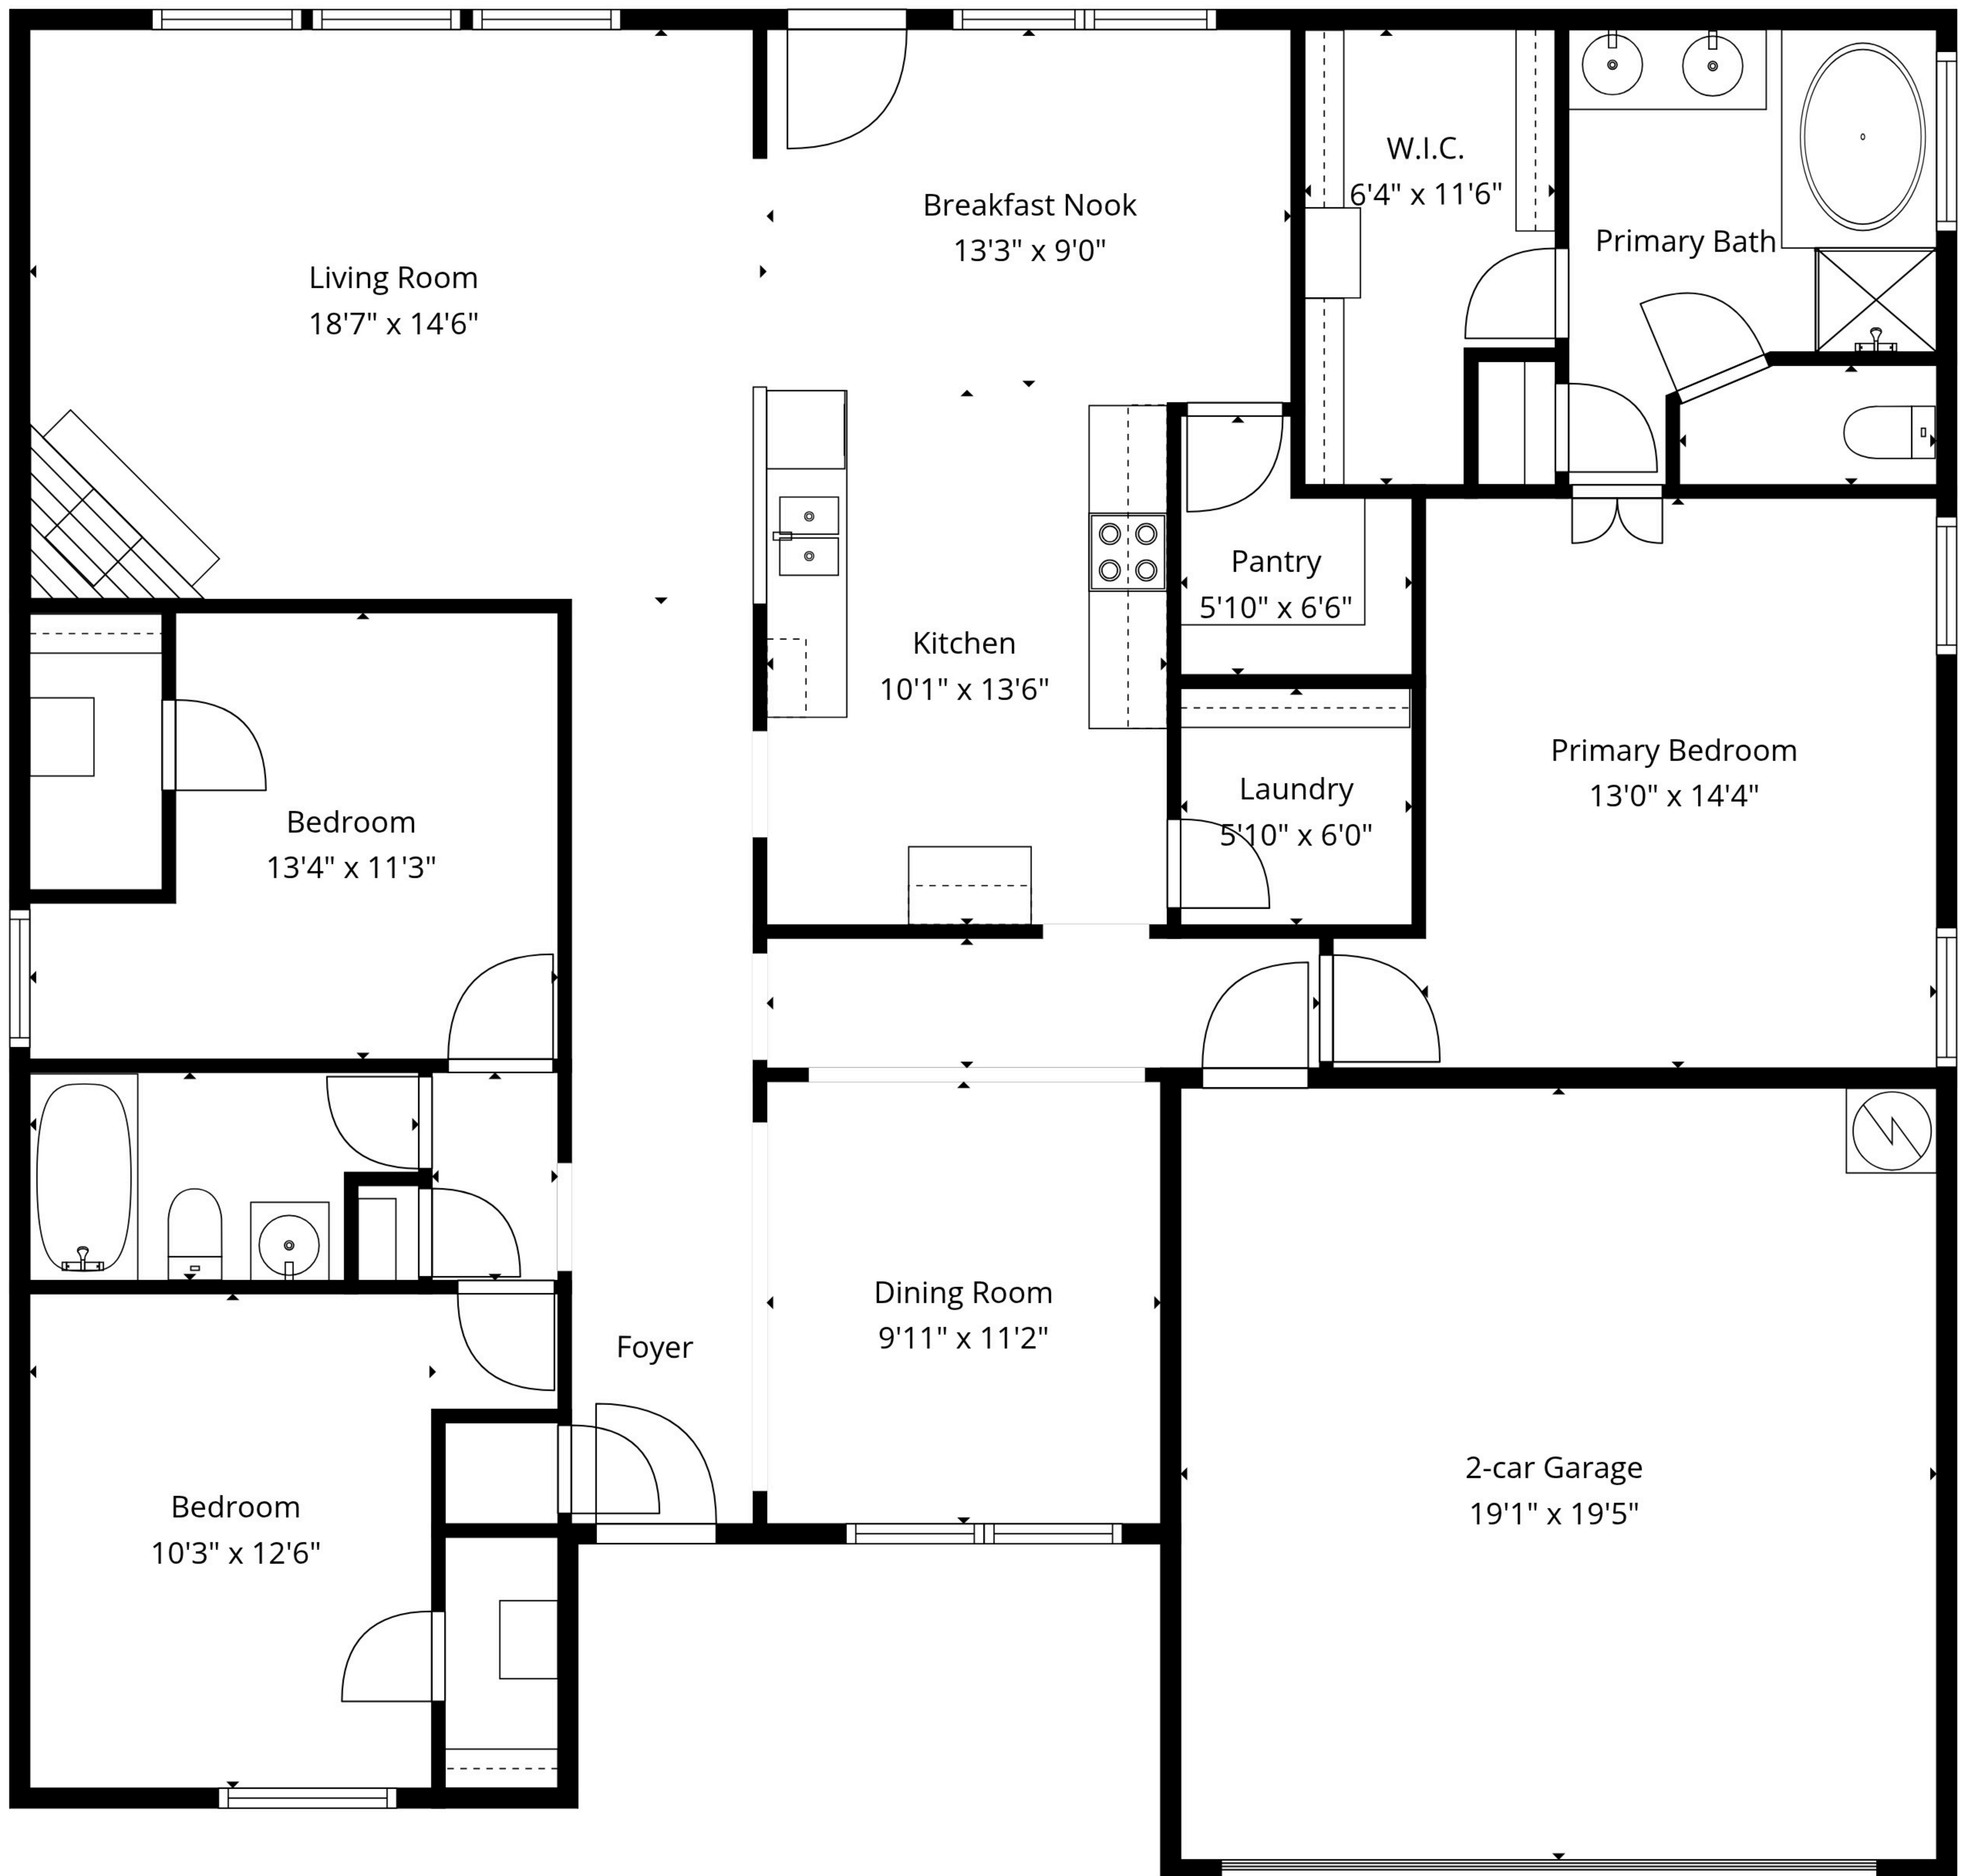 W.I.C.
6'4" x 11'6"
Breakfast Nook
13'3" x 9'0"
Primary Bath
Living Room
18'7" x 14'6"
Pantry
5'10" x 6'6"
Kitchen
10'1" x 13'6"
Primary Bedroom
13'0" x 14'4"
Laundry
5'10" x 6'0"
Bedroom
13'4" x 11'3"
Dining Room
9'11" x 11'2"
Foyer
2-car Garage
19'1" x 19'5"
Bedroom
10'3" x 12'6"